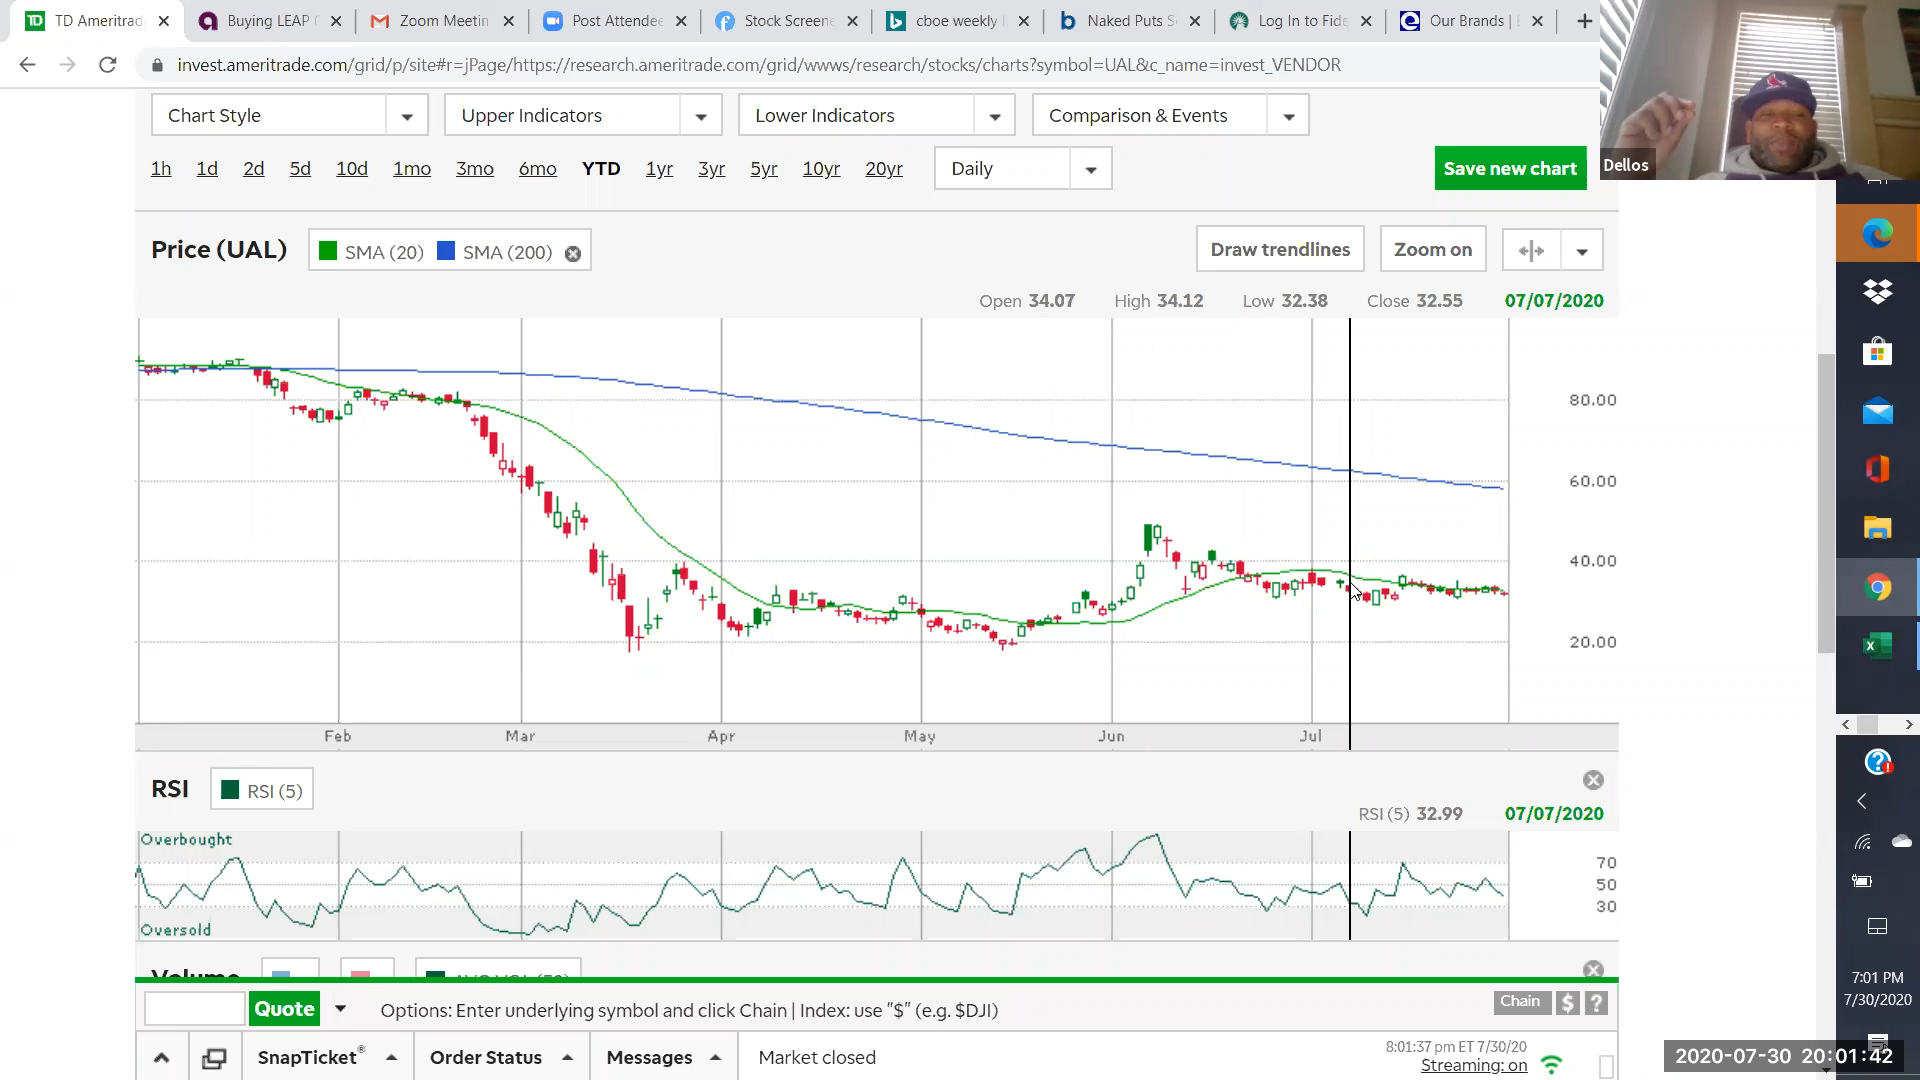 TD Ameritrad
Buying LEAP
Zoom Meetin
Post Attende
Stock Screen
cboe weekly
Naked Puts S
Log In to Fide
Our Brands |
invest.ameritrade.com/grid/p/site#r=jPage/https://research.ameritrade.com/grid/wwws/research/stocks/charts?symbol=UAL&c_name=invest_VENDOR
Chart Style
Upper Indicators
Lower Indicators
Comparison & Events
Dellos
1h 1d 2d 5d 10d 1mo 3mo 6mo YTD 1yr 3yr 5yr 10yr 20yr
Daily
Save new chart
Price (UAL)
SMA (20) SMA (200)
Draw trendlines
Zoom on
Open 34.07 High 34.12 Low 32.38 Close 32.55 07/07/2020
80.00
60.00
40.00
20.00
Feb Mar Apr May Jun Jul
RSI
RSI (5)
RSI (5) 32.99 07/07/2020
Overbought
70
50
30
Oversold
Volume
Quote
Options: Enter underlying symbol and click Chain | Index: use "$" (e.g. $DJI)
Chain $ ?
SnapTicket®
Order Status
Messages
Market closed
8:01:37 pm ET 7/30/20
Streaming: on
7:01 PM
7/30/2020
2020-07-30 20:01:42